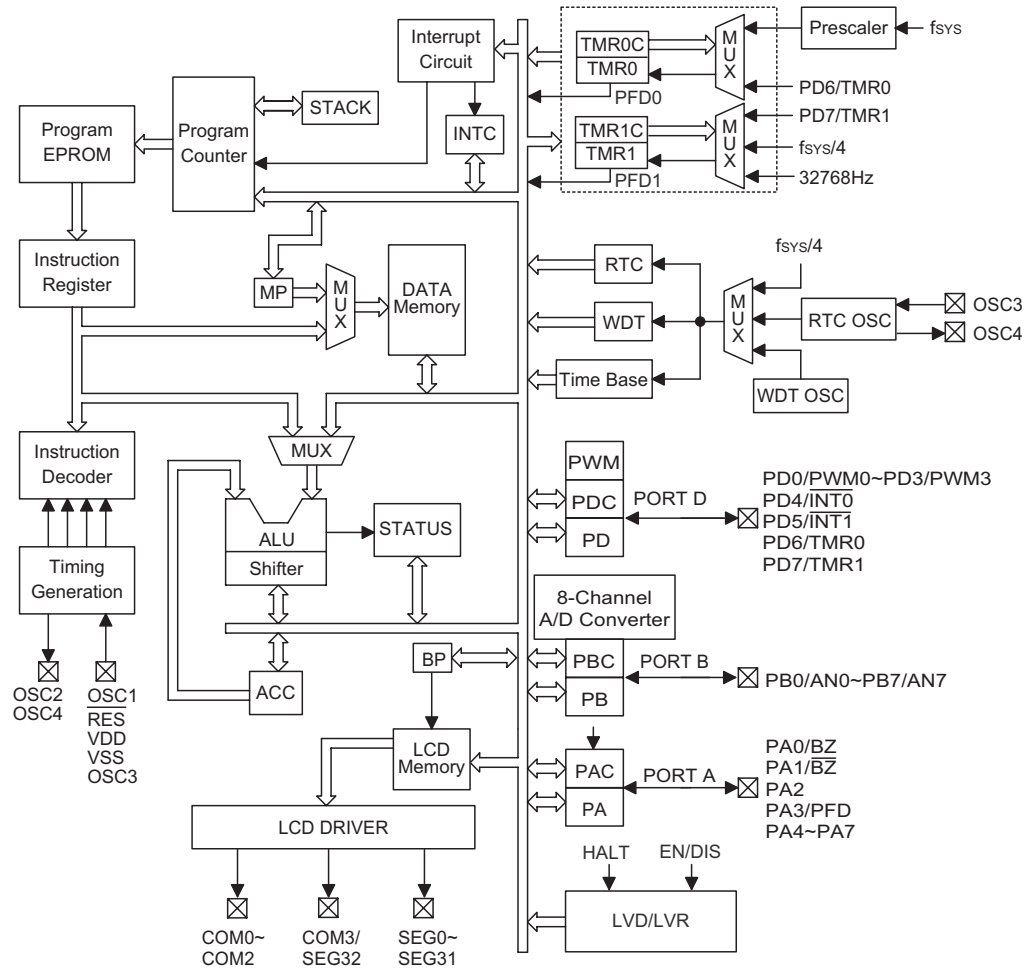 Interrupt
Circuit
STACK
INTC
Program
EPROM
Program
Counter
TMR0C
TMR0
PFD0
MUX
Prescaler
fSYS
PD6/TMR0
TMR1C
TMR1
PFD1
MUX
PD7/TMR1
fSYS/4
32768Hz
Instruction
Register
MP
MUX
DATA
Memory
RTC
WDT
Time Base
MUX
fSYS/4
RTC OSC
WDT OSC
OSC3
OSC4
Instruction
Decoder
MUX
ALU
Shifter
STATUS
Timing
Generation
OSC2
OSC4
OSC1
RES
VDD
VSS
OSC3
ACC
PWM
PDC
PD
PORT D
PD0/PWM0~PD3/PWM3
PD4/INT0
PD5/INT1
PD6/TMR0
PD7/TMR1
8-Channel
A/D Converter
PBC
PB
PORT B
PB0/AN0~PB7/AN7
BP
LCD
Memory
PAC
PA
PORT A
PA0/BZ
PA1/BZ
PA2
PA3/PFD
PA4~PA7
LCD DRIVER
COM0~
COM2
COM3/
SEG32
SEG0~
SEG31
HALT
EN/DIS
LVD/LVR